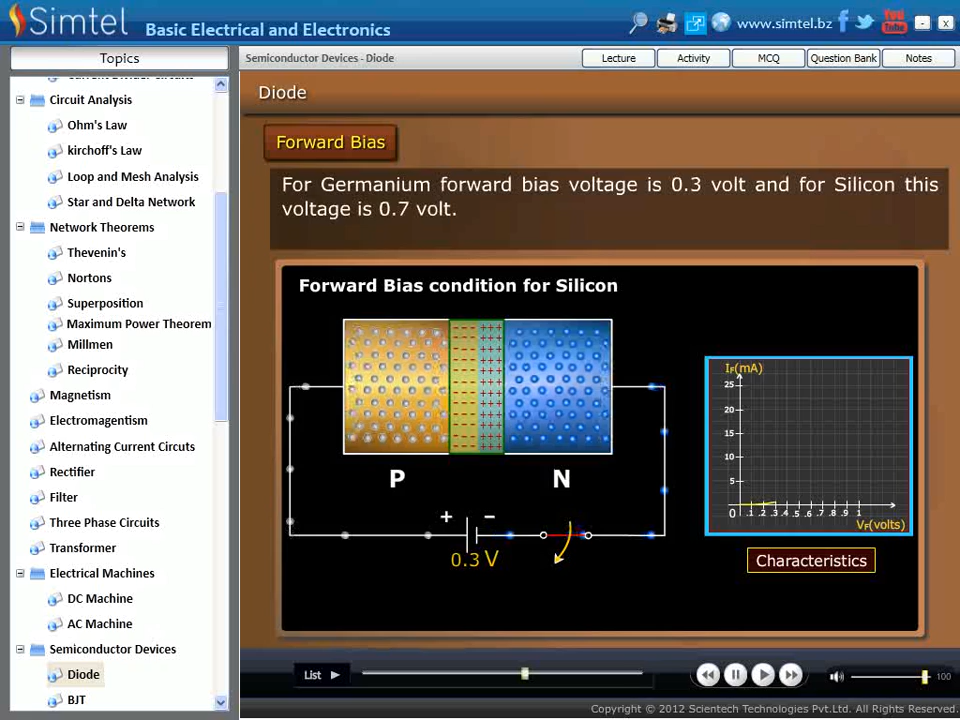 Simtel
Basic Electrical and Electronics
www.simtel.bz
You
Topics
Semiconductor Devices - Diode
Lecture
Activity
MCQ
Question Bank
Notes
Circuit Analysis
Ohm's Law
kirchoff's Law
Loop and Mesh Analysis
Star and Delta Network
Network Theorems
Thevenin's
Nortons
Superposition
Maximum Power Theorem
Millmen
Reciprocity
Magnetism
Electromagentism
Alternating Current Circuts
Rectifier
Filter
Three Phase Circuits
Transformer
Electrical Machines
DC Machine
AC Machine
Semiconductor Devices
Diode
BJT
Diode
Forward Bias
For Germanium forward bias voltage is 0.3 volt and for Silicon this
voltage is 0.7 volt.
Forward Bias condition for Silicon
P
N
+ −
0.3 V
IF(mA)
25
20
15
10
5
0 .1 .2 .3 .4 .5 .6 .7 .8 .9 1
VF(volts)
Characteristics
List
100
Copyright © 2012 Scientech Technologies Pvt.Ltd. All Rights Reserved.